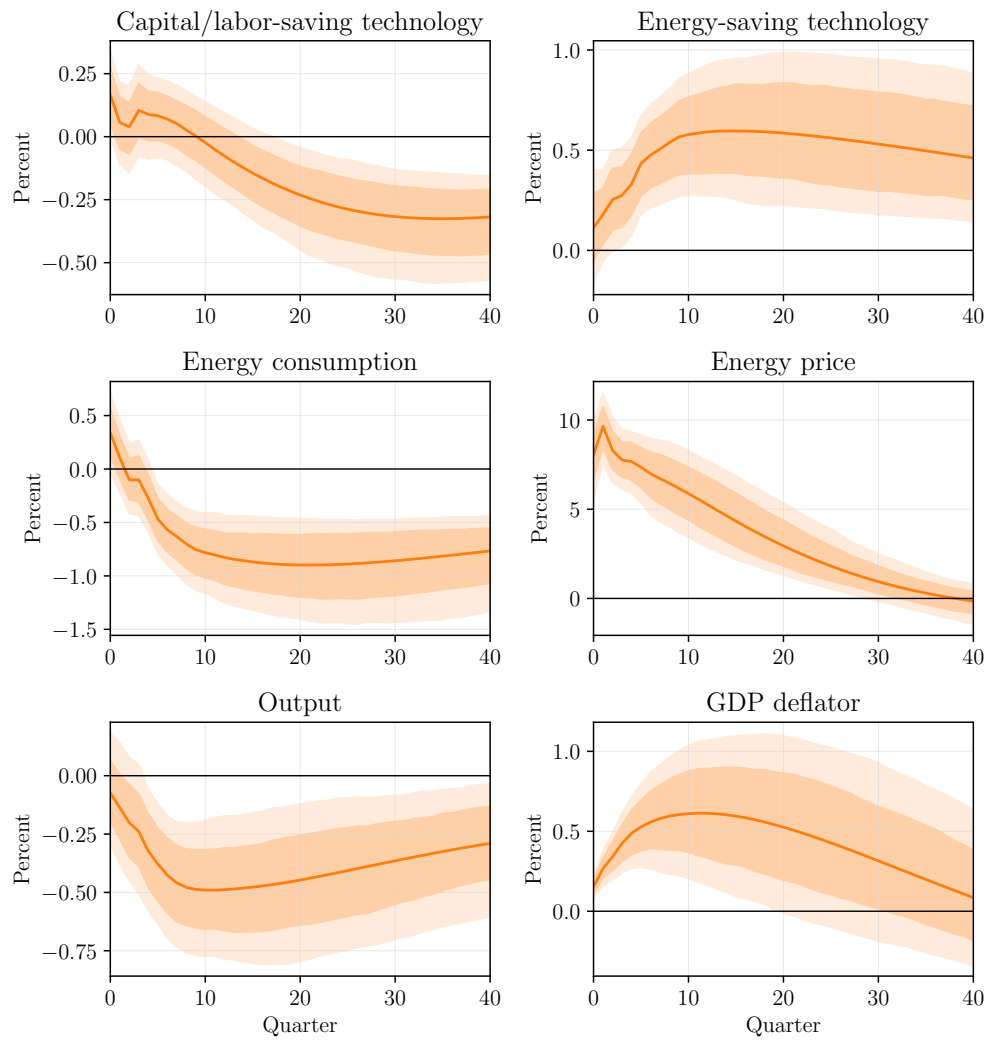 Capital/labor-saving technology
Energy-saving technology
Percent
0.25
0.00
−0.25
−0.50
0 10 20 30 40
Percent
1.0
0.5
0.0
0 10 20 30 40
Energy consumption
Energy price
Percent
0.5
0.0
−0.5
−1.0
−1.5
0 10 20 30 40
Percent
10
5
0
0 10 20 30 40
Output
GDP deflator
Percent
0.00
−0.25
−0.50
−0.75
0 10 20 30 40
Quarter
Percent
1.0
0.5
0.0
0 10 20 30 40
Quarter